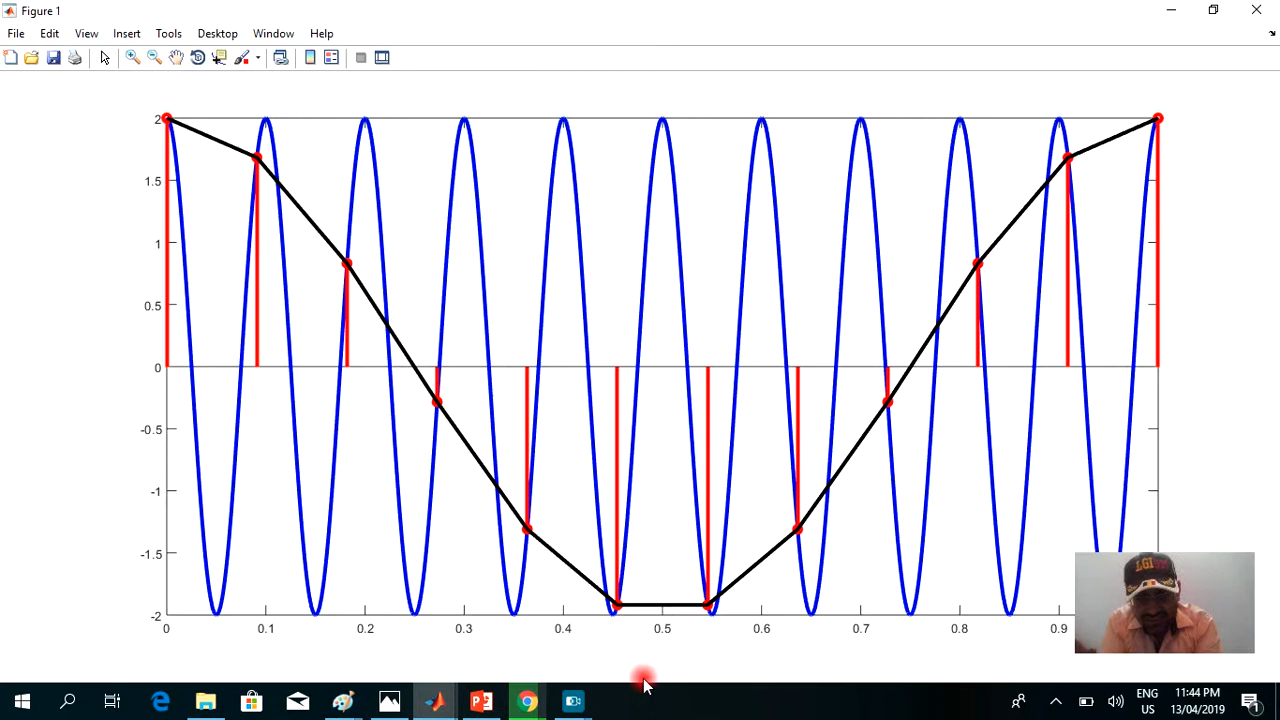 Figure 1
File Edit View Insert Tools Desktop Window Help
2
1.5
1
0.5
0
-0.5
-1
-1.5
-2
0 0.1 0.2 0.3 0.4 0.5 0.6 0.7 0.8 0.9
ENG 11:44 PM
US 13/04/2019